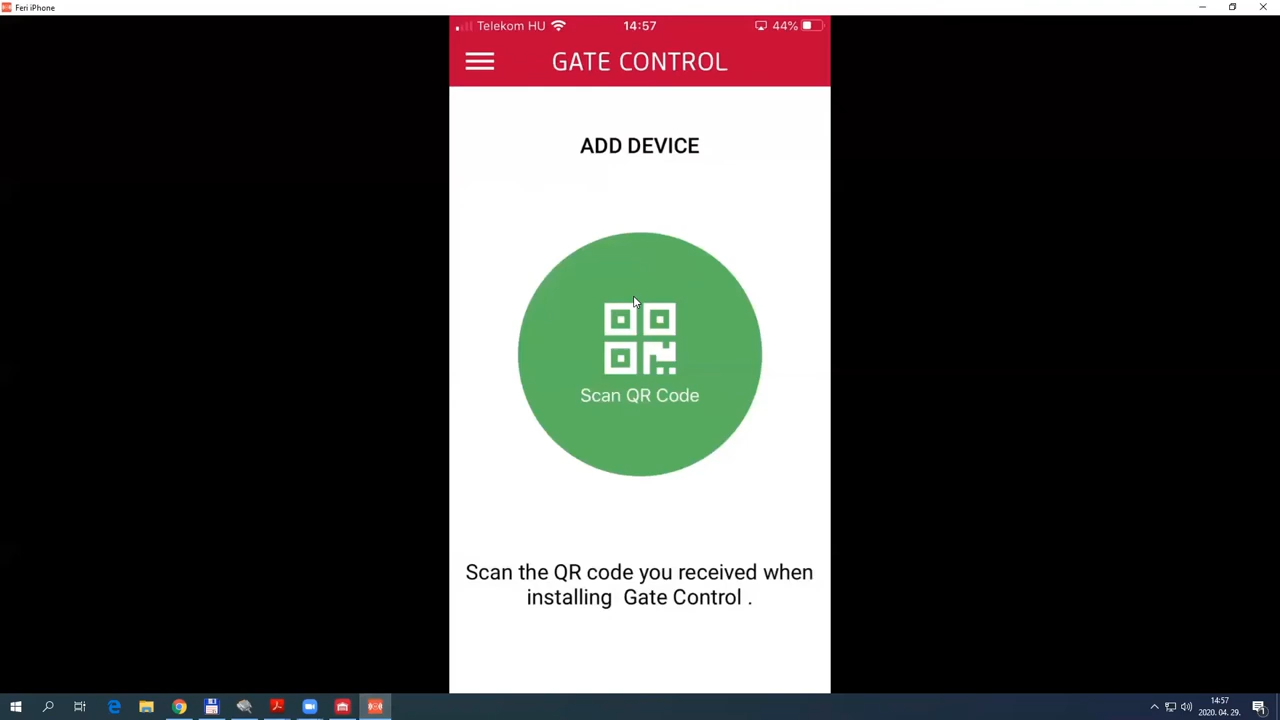 Feri iPhone
Telekom HU
14:57
44%
GATE CONTROL
ADD DEVICE
Scan QR Code
Scan the QR code you received when
installing Gate Control .
14:57
2020. 04. 29.